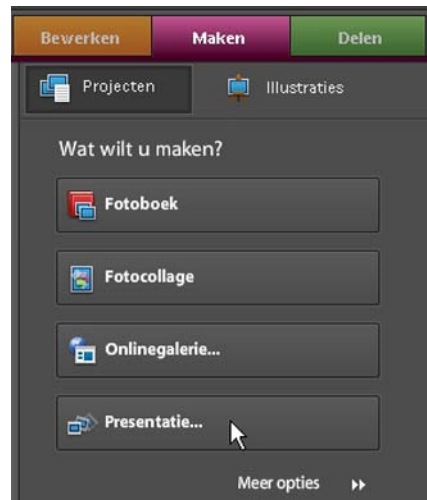 Bewerken Maken Delen
Projecten Illustraties
Wat wilt u maken?
Fotoboek
Fotocollage
Onlinegalerie...
Presentatie...
Meer opties